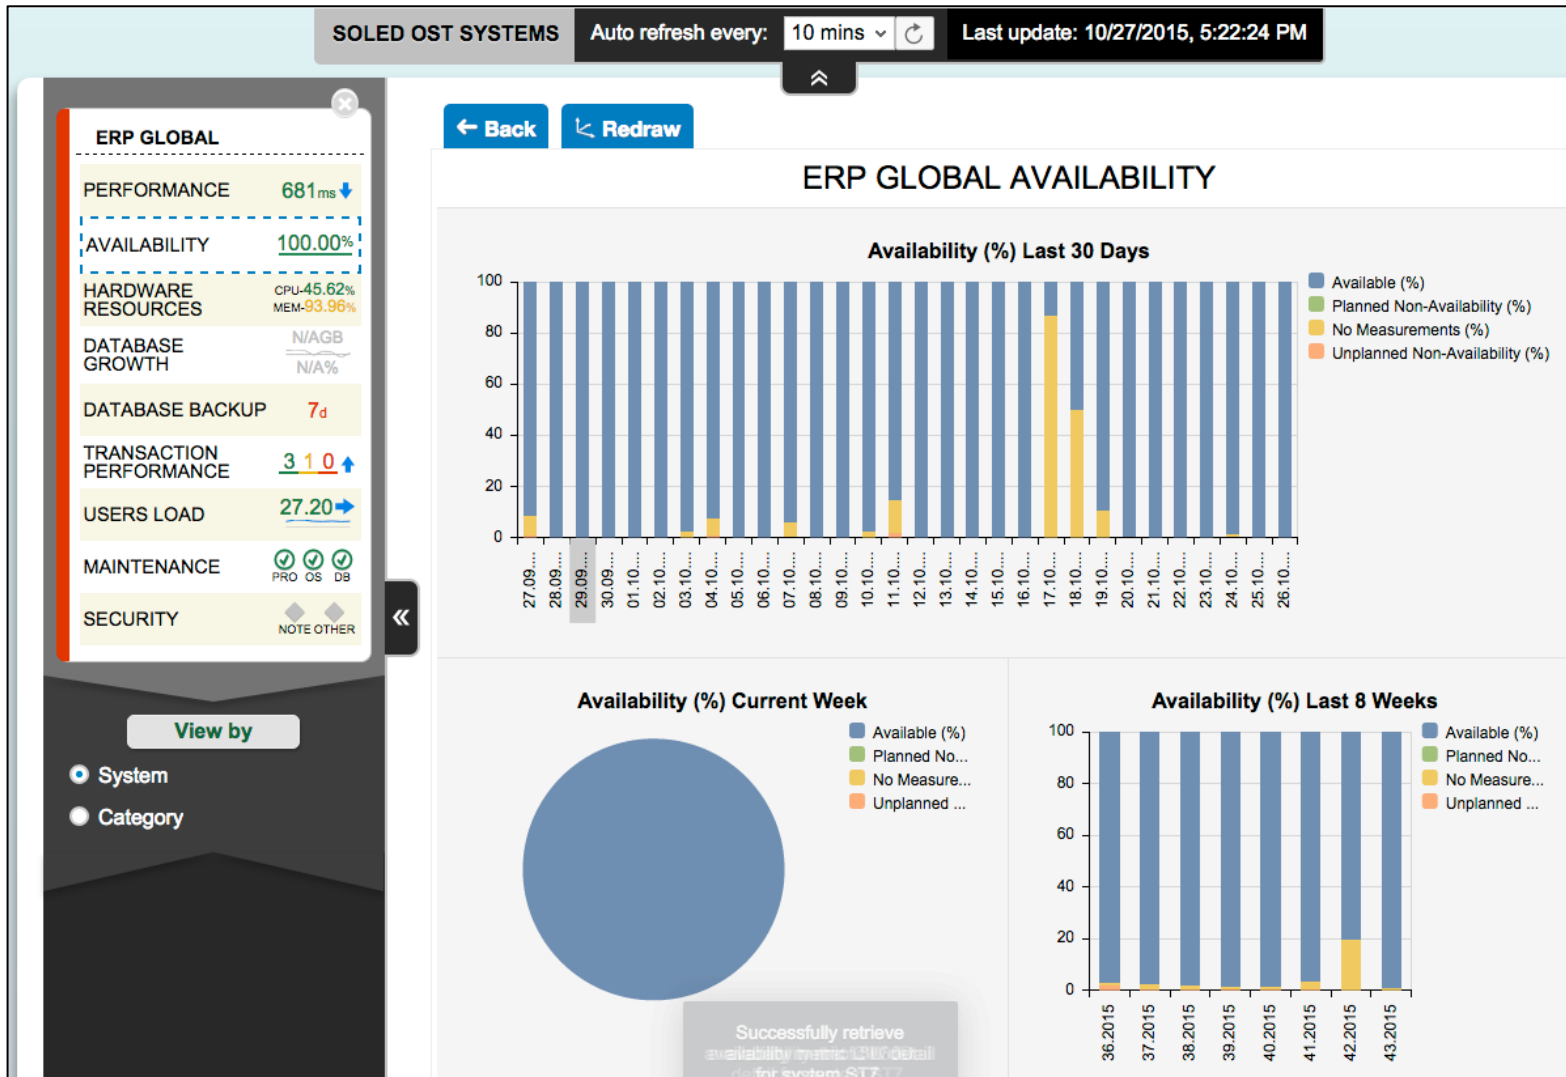 SOLED OST SYSTEMS
Auto refresh every: 10 mins
Last update: 10/27/2015, 5:22:24 PM
ERP GLOBAL
PERFORMANCE 681ms
AVAILABILITY 100.00%
HARDWARE RESOURCES CPU-45.62% MEM-93.96%
DATABASE GROWTH N/AGB N/A%
DATABASE BACKUP 7d
TRANSACTION PERFORMANCE 3 1 0
USERS LOAD 27.20
MAINTENANCE PRO OS DB
SECURITY NOTE OTHER
View by
System
Category
Back
Redraw
ERP GLOBAL AVAILABILITY
Availability (%) Last 30 Days
100
80
60
40
20
0
27.09....
28.09....
29.09....
30.09....
01.10....
02.10....
03.10....
04.10....
05.10....
06.10....
07.10....
08.10....
09.10....
10.10....
11.10....
12.10....
13.10....
14.10....
15.10....
16.10....
17.10....
18.10....
19.10....
20.10....
21.10....
22.10....
23.10....
24.10....
25.10....
26.10....
Available (%)
Planned Non-Availability (%)
No Measurements (%)
Unplanned Non-Availability (%)
Availability (%) Current Week
Available (%)
Planned No...
No Measure...
Unplanned ...
Successfully retrieve
for system ST7
Availability (%) Last 8 Weeks
100
80
60
40
20
0
36.2015
37.2015
38.2015
39.2015
40.2015
41.2015
42.2015
43.2015
Available (%)
Planned No...
No Measure...
Unplanned ...